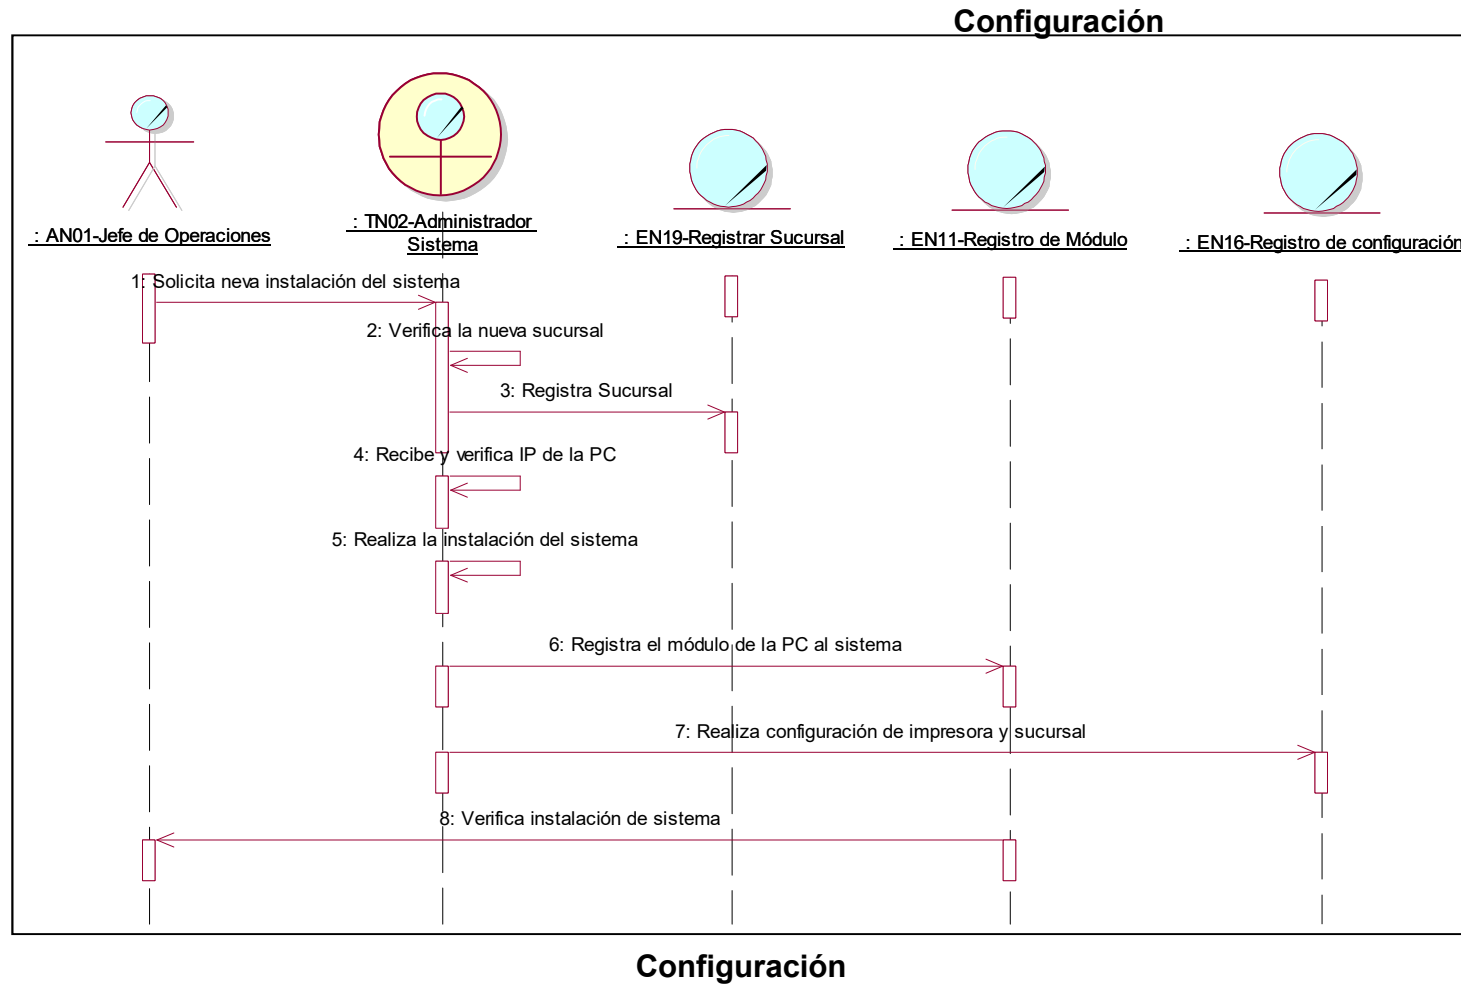 Configuración
: AN01-Jefe de Operaciones
: TN02-Administrador
Sistema
: EN19-Registrar Sucursal
: EN11-Registro de Módulo
: EN16-Registro de configuración
1: Solicita neva instalación del sistema
2: Verifica la nueva sucursal
3: Registra Sucursal
4: Recibe y verifica IP de la PC
5: Realiza la instalación del sistema
6: Registra el módulo de la PC al sistema
7: Realiza configuración de impresora y sucursal
8: Verifica instalación de sistema
Configuración